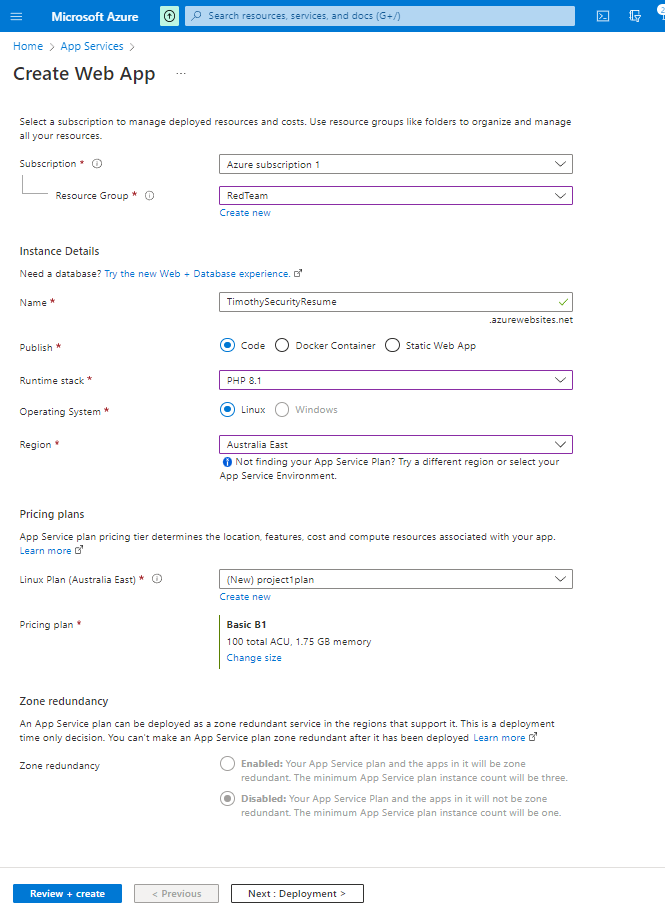 Microsoft Azure
Search resources, services, and docs (G+/)
Home > App Services >
Create Web App ...
Select a subscription to manage deployed resources and costs. Use resource groups like folders to organize and manage
all your resources.
Subscription *
Azure subscription 1
Resource Group *
RedTeam
Create new
Instance Details
Need a database? Try the new Web + Database experience.
Name *
TimothySecurityResume
.azurewebsites.net
Publish *
Code
Docker Container
Static Web App
Runtime stack *
PHP 8.1
Operating System *
Linux
Windows
Region *
Australia East
Not finding your App Service Plan? Try a different region or select your
App Service Environment.
Pricing plans
App Service plan pricing tier determines the location, features, cost and compute resources associated with your app.
Learn more
Linux Plan (Australia East) *
(New) project1plan
Create new
Pricing plan *
Basic B1
100 total ACU, 1.75 GB memory
Change size
Zone redundancy
An App Service plan can be deployed as a zone redundant service in the regions that support it. This is a deployment
time only decision. You can't make an App Service plan zone redundant after it has been deployed Learn more
Zone redundancy
Enabled: Your App Service plan and the apps in it will be zone
redundant. The minimum App Service plan instance count will be three.
Disabled: Your App Service Plan and the apps in it will not be zone
redundant. The minimum App Service plan instance count will be one.
Review + create
< Previous
Next : Deployment >